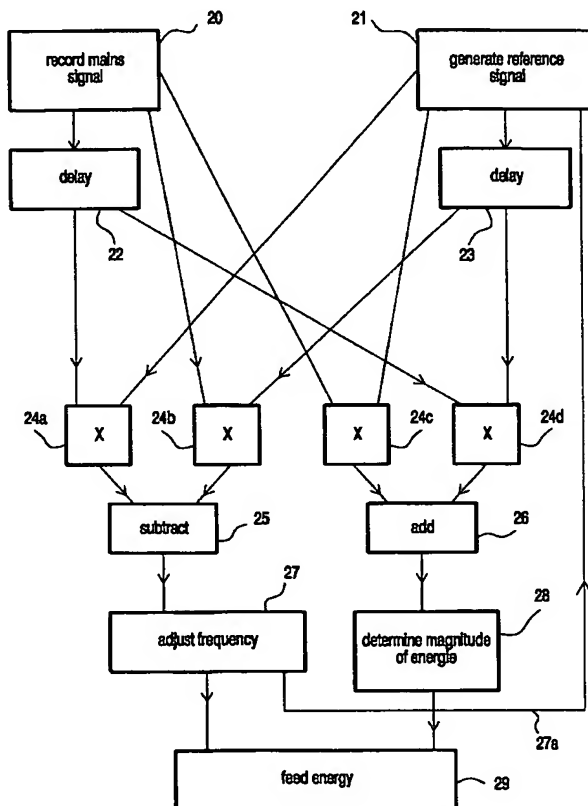 20
21
record mains
signal
generate reference
signal
delay
delay
22
23
24a
X
24b
X
X
24c
X
24d
subtract
25
add
26
27
28
adjust frequency
determine magnitude
of energie
27a
feed energy
29